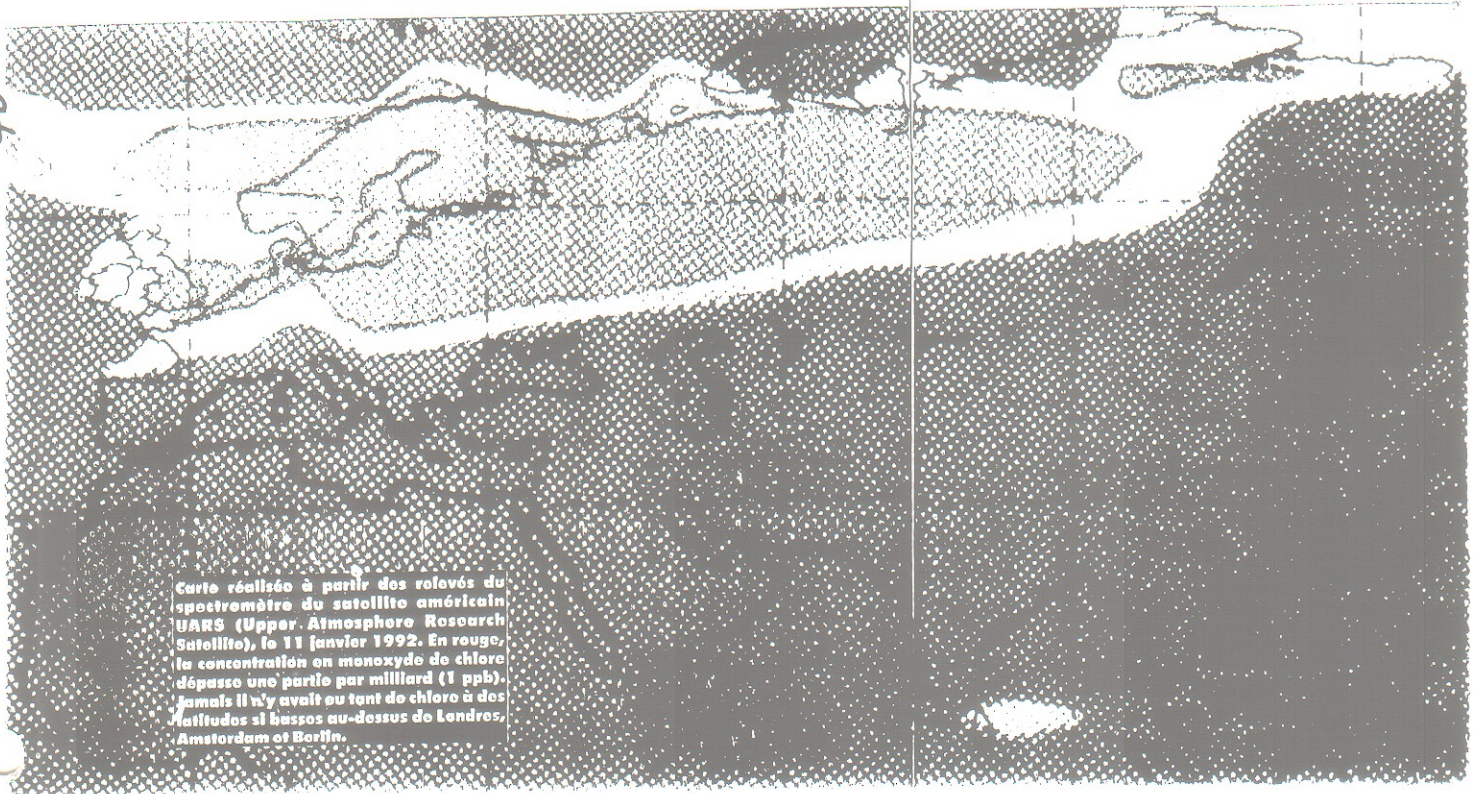 Carte réalisée à partir des relevés du
spectromètre du satellite américain
UARS (Upper Atmosphere Research
Satellite), le 11 janvier 1992. En rouge,
la concentration en monoxyde de chlore
dépasse une partie par milliard (1 ppb).
Jamais il n'y avait eu tant de chlore à des
latitudes si basses au-dessus de Londres,
Amsterdam et Berlin.